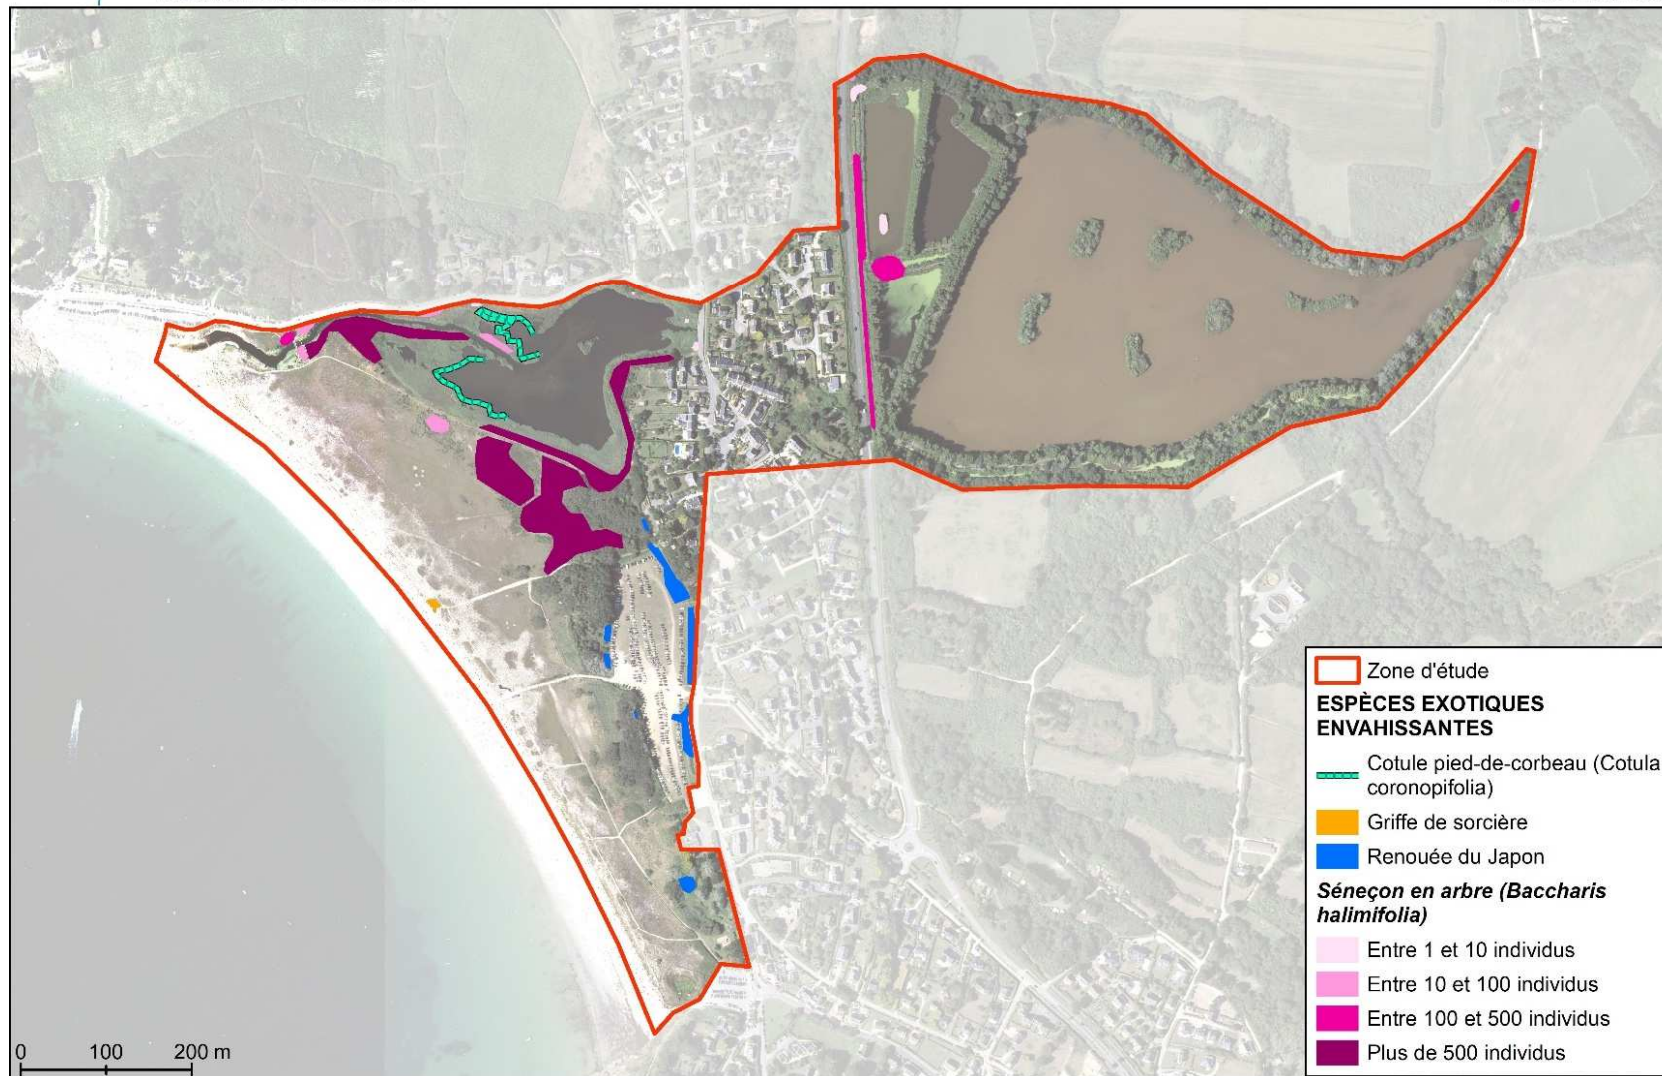 Zone d'étude
ESPÈCES EXOTIQUES
ENVAHISSANTES
Cotule pied-de-corbeau (Cotula
coronopifolia)
Griffe de sorcière
Renouée du Japon
Séneçon en arbre (Baccharis
halimifolia)
Entre 1 et 10 individus
Entre 10 et 100 individus
Entre 100 et 500 individus
Plus de 500 individus
0 100 200 m